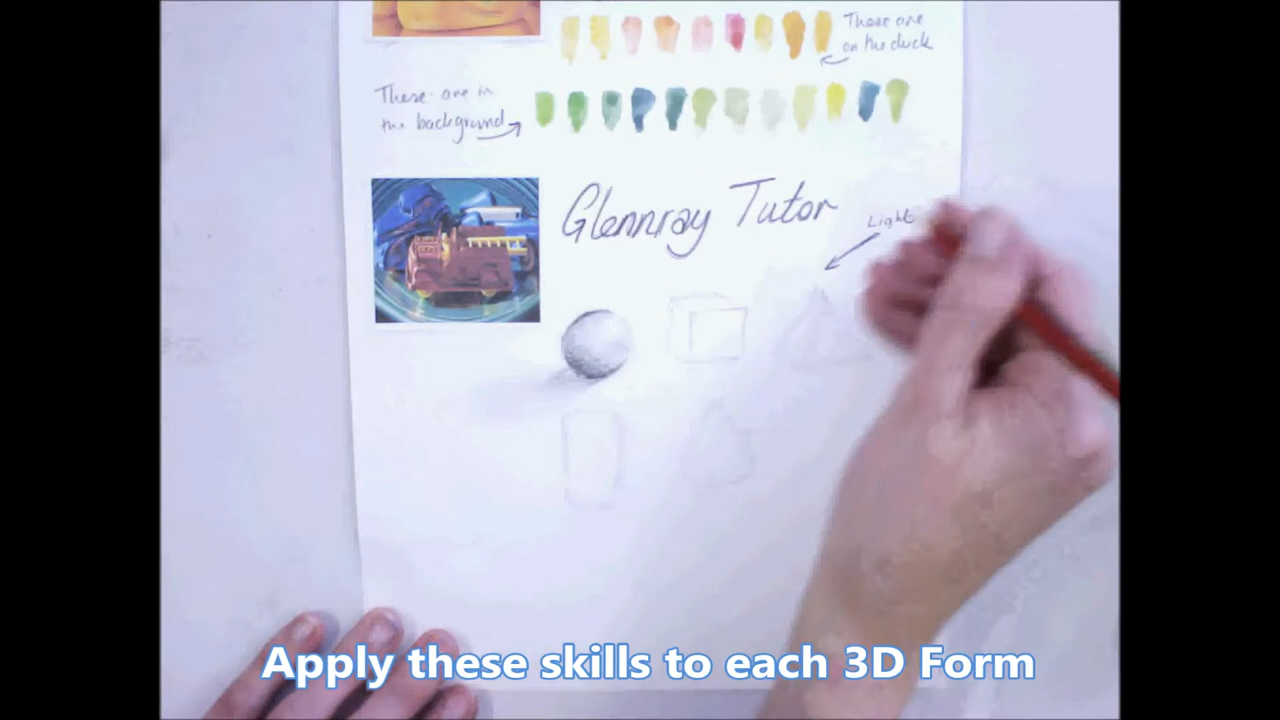 These are
on the duck
These are in
the background
Glennray Tutor
Light
Apply these skills to each 3D Form